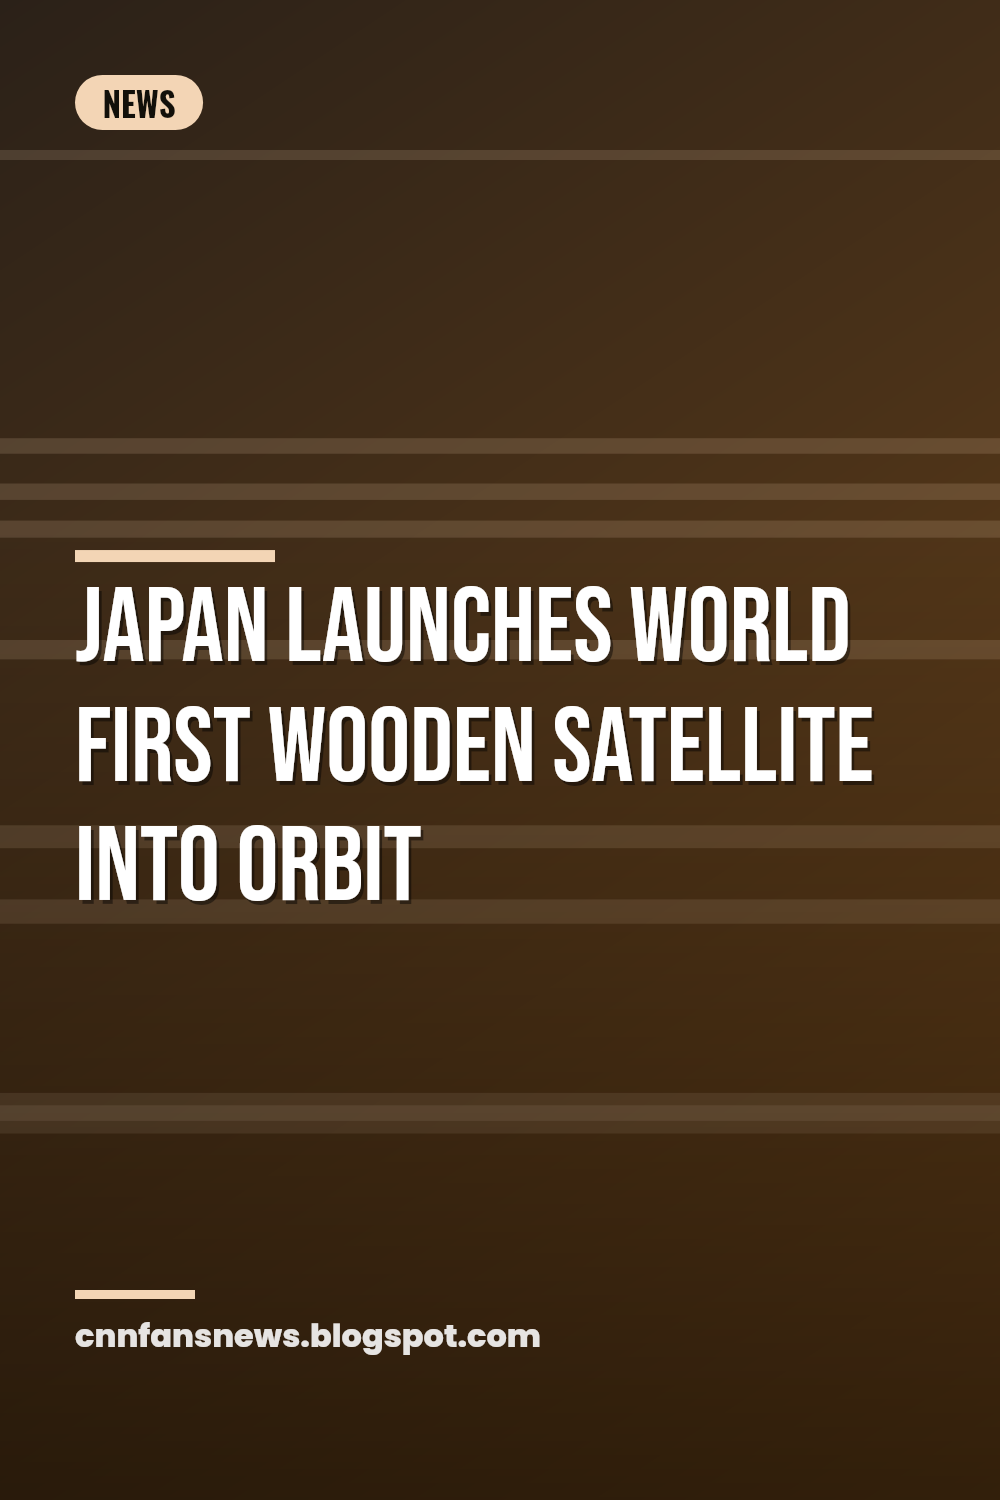 NEWS
JAPAN LAUNCHES WORLD
FIRST WOODEN SATELLITE
INTO ORBIT
cnnfansnews.blogspot.com